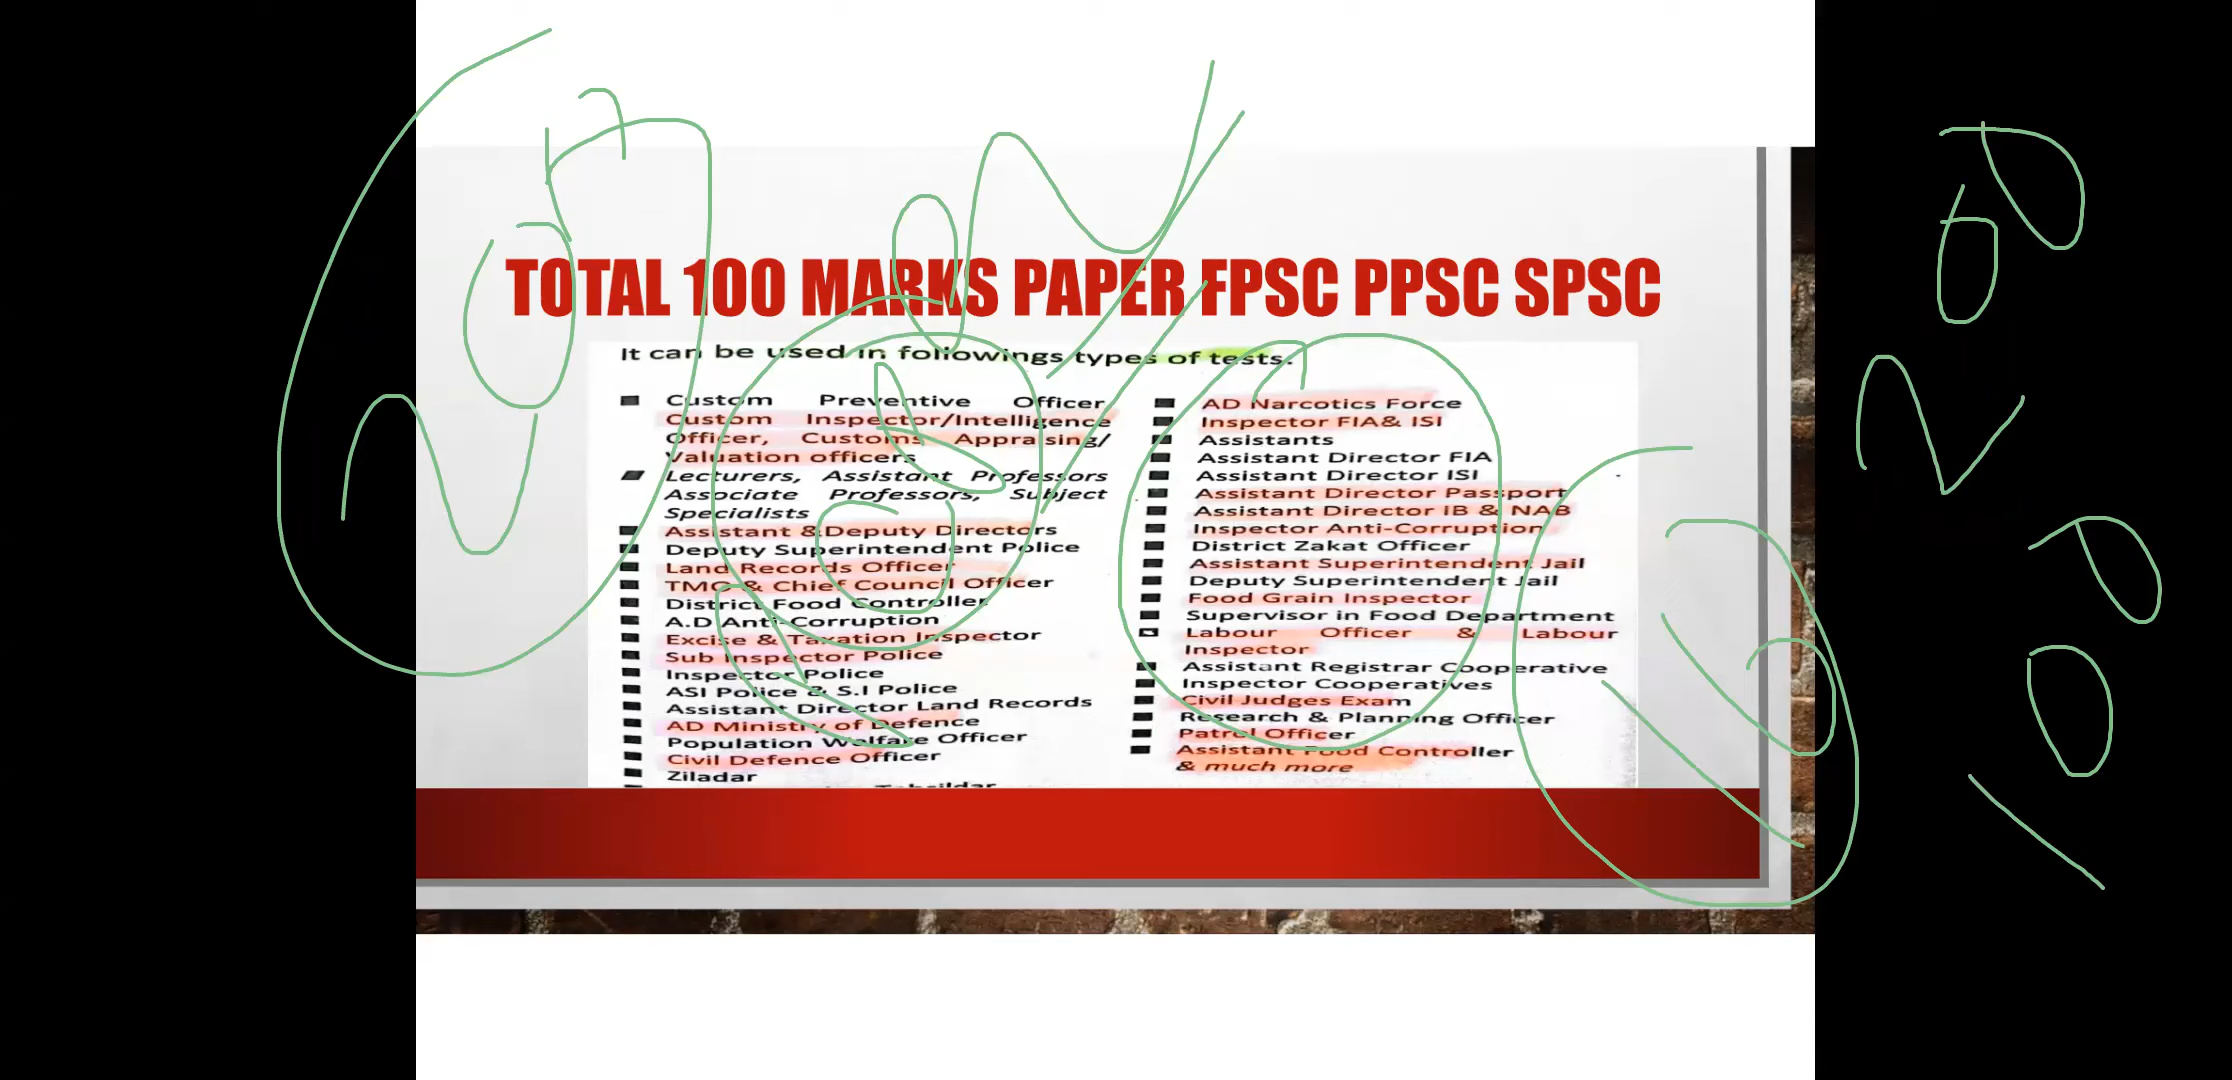 TOTAL 100 MARKS PAPER FPSC PPSC SPSC
It can be used in followings types of tests.
Custom Preventive Officer
Custom Inspector/Intelligence
Officer, Customs Appraising/
Valuation officers
Lecturers, Assistant Professors
Associate Professors, Subject
Specialists
Assistant &Deputy Directors
Deputy Superintendent Police
Land Records Officer
TMO & Chief Council Officer
District Food Controller
A.D Anti-Corruption
Excise & Taxation Inspector
Sub Inspector Police
Inspector Police
ASI Police & S.I Police
Assistant Director Land Records
AD Ministry of Defence
Population Welfare Officer
Civil Defence Officer
Ziladar
AD Narcotics Force
Inspector FIA& ISI
Assistants
Assistant Director FIA
Assistant Director ISI
Assistant Director Passport
Assistant Director IB & NAB
Inspector Anti-Corruption
District Zakat Officer
Assistant Superintendent Jail
Deputy Superintendent Jail
Food Grain Inspector
Supervisor in Food Department
Labour Officer & Labour
Inspector
Assistant Registrar Cooperative
Inspector Cooperatives
Civil Judges Exam
Research & Planning Officer
Patrol Officer
Assistant Food Controller
& much more